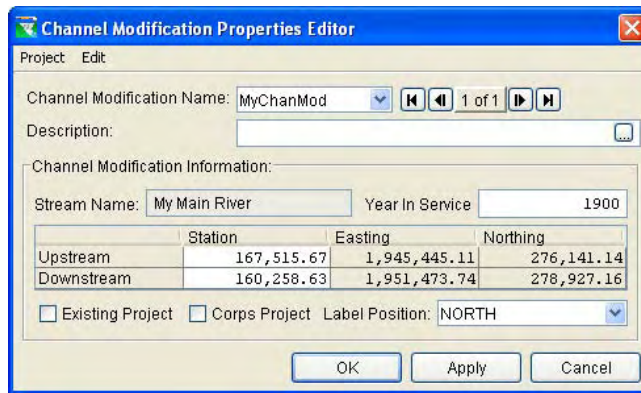 Channel Modification Properties Editor
Project Edit
Channel Modification Name: MyChanMod 1 of 1
Description: ...
Channel Modification Information:
Stream Name: My Main River Year In Service 1900
Station Easting Northing
Upstream 167,515.67 1,945,445.11 276,141.14
Downstream 160,258.63 1,951,473.74 278,927.16
Existing Project Corps Project Label Position: NORTH
OK Apply Cancel